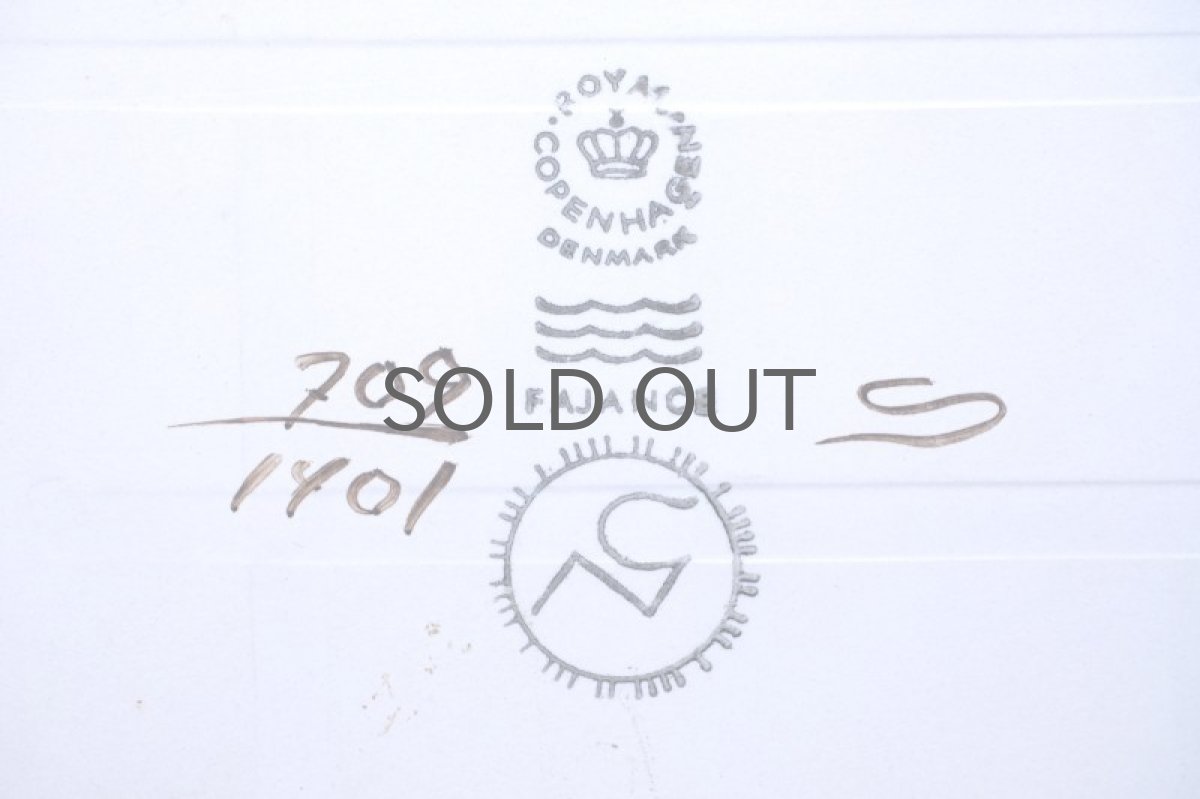 ROYAL
COPENHAGEN
DENMARK
709
SOLD OUT
FAJANCE
1401